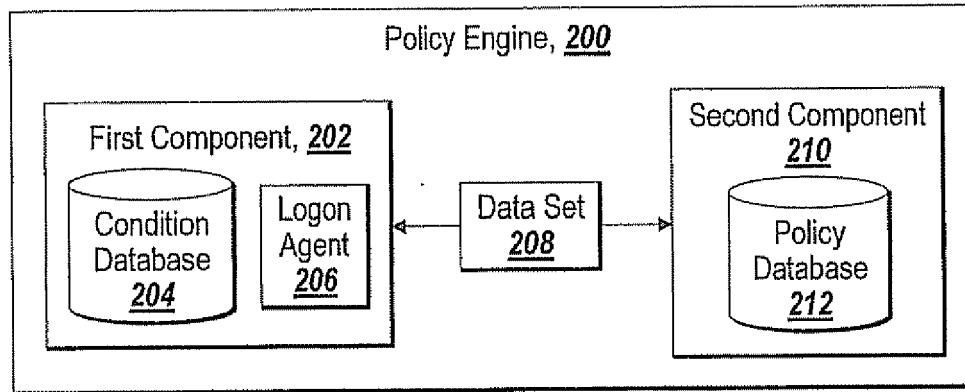 Policy Engine, 200
First Component, 202
Condition
Database
204
Logon
Agent
206
Data Set
208
Second Component
210
Policy
Database
212